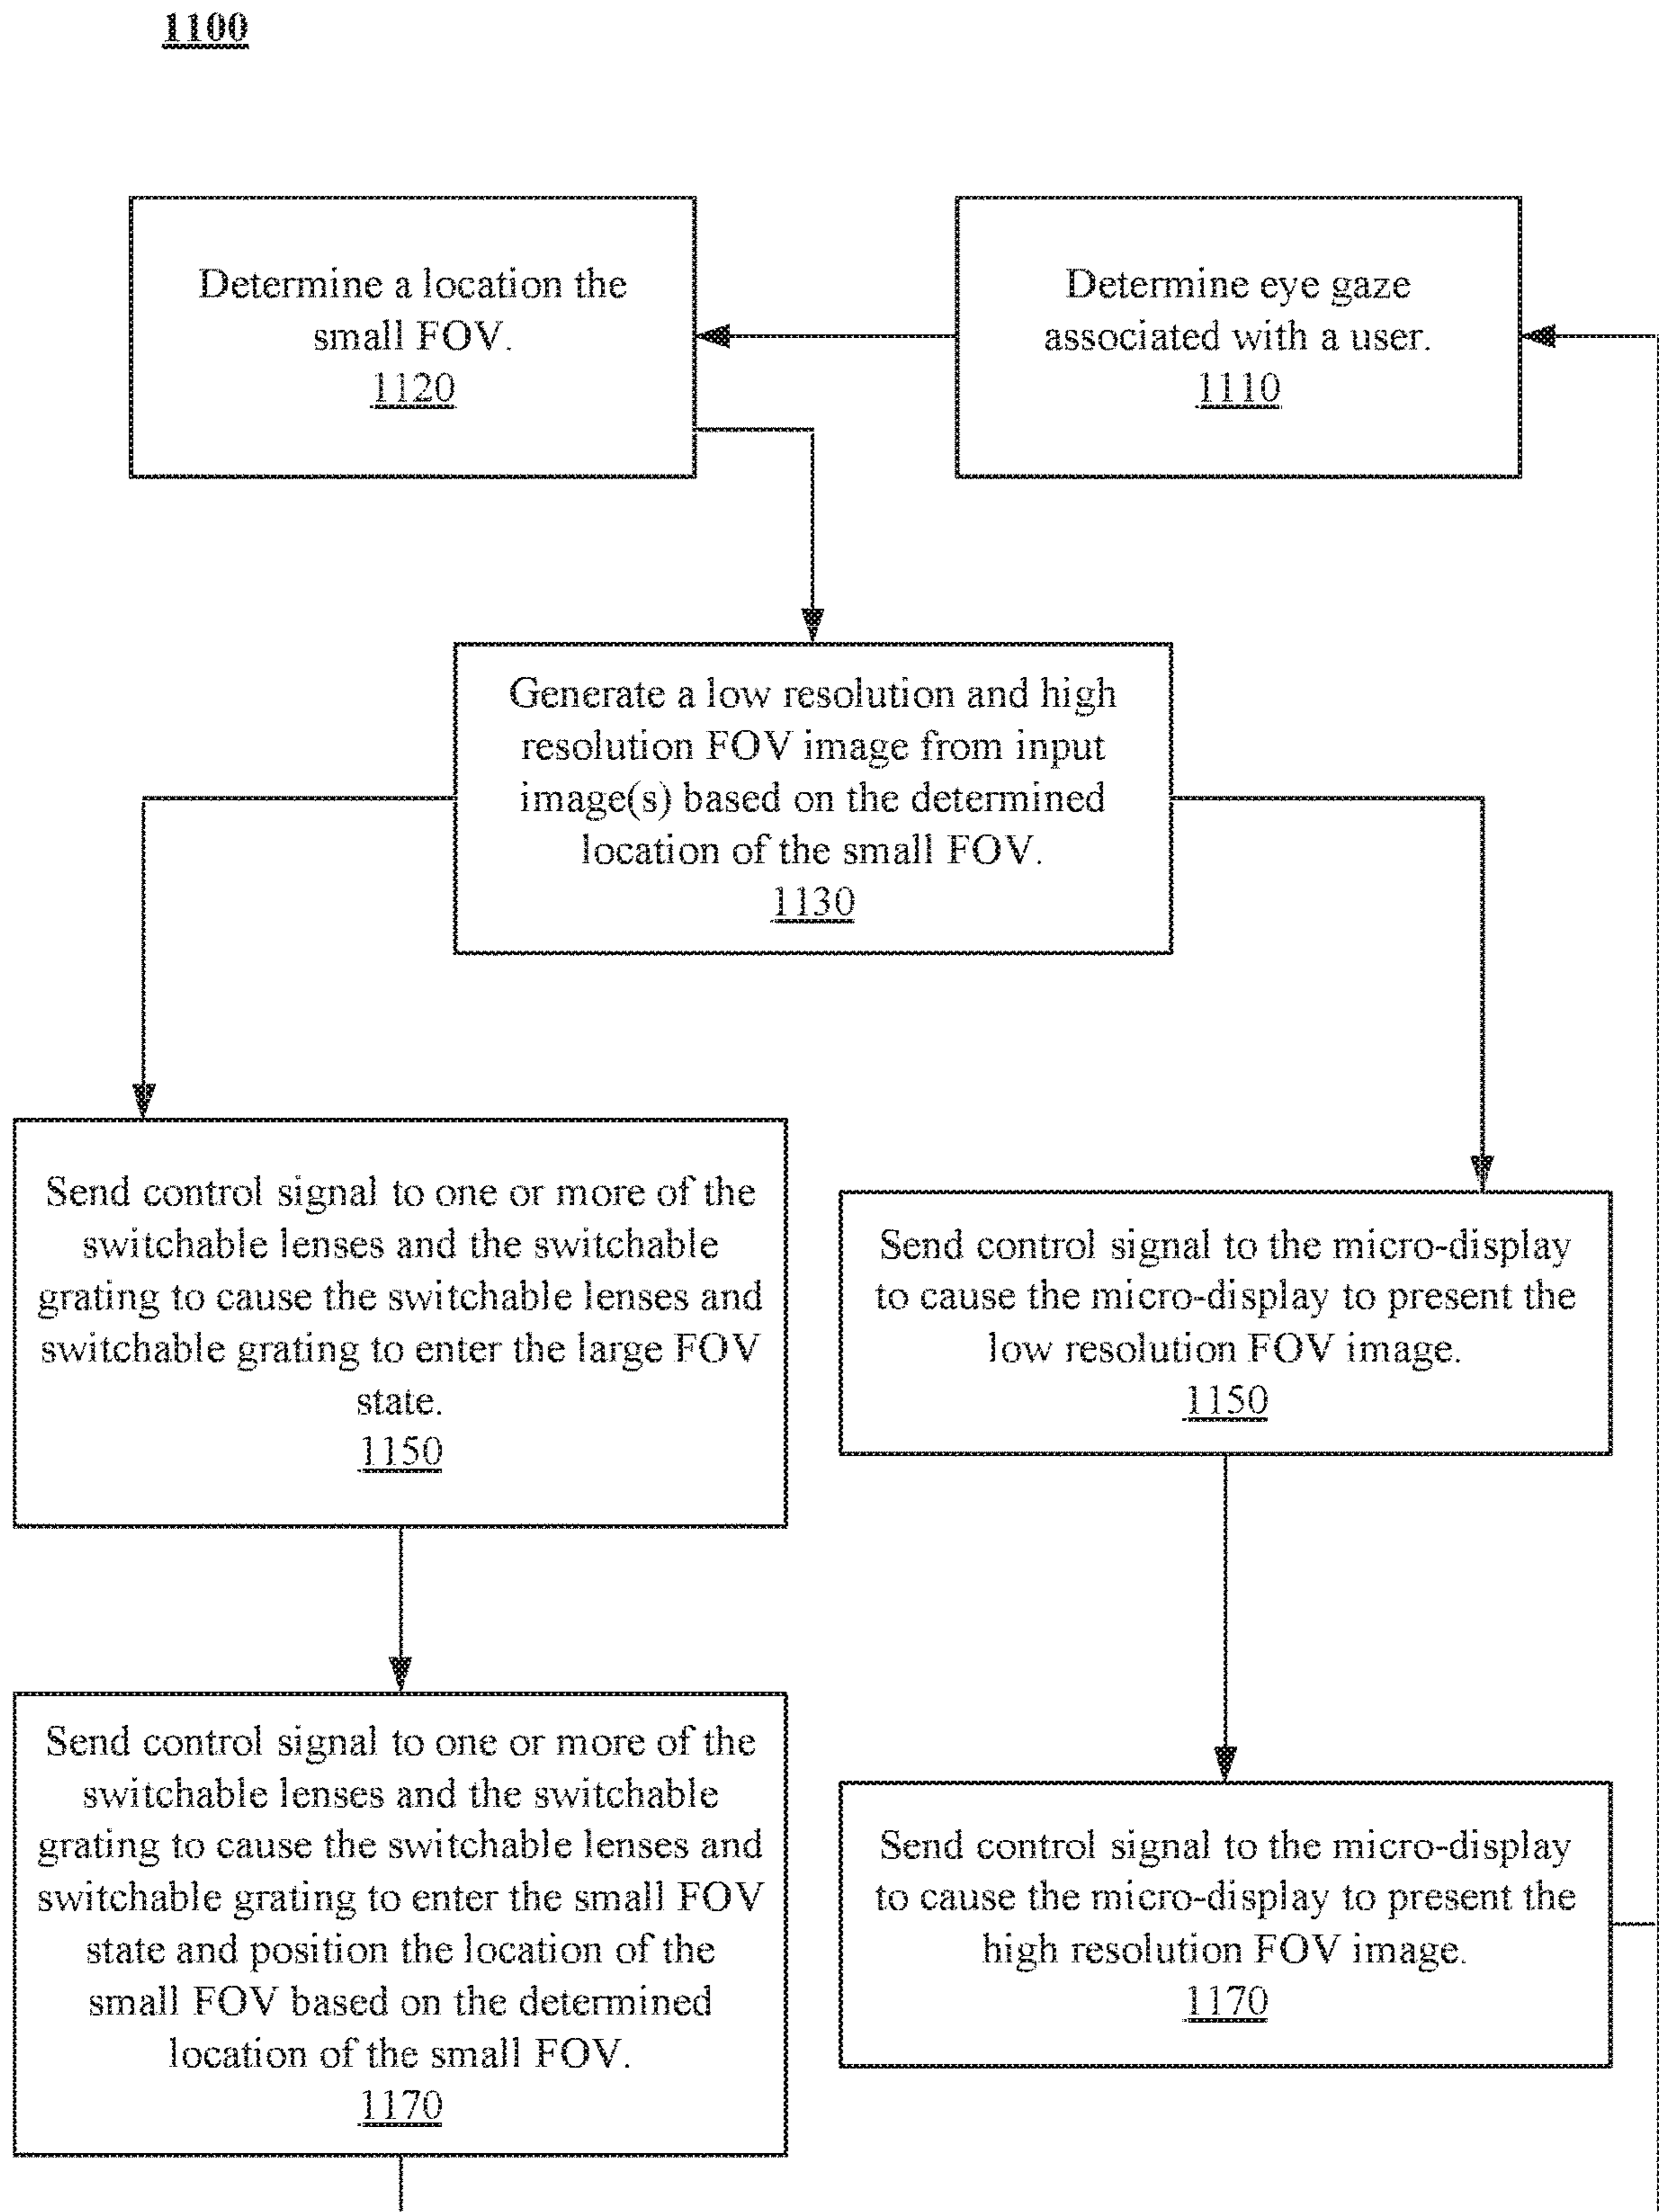 1100
Determine a location the
small FOV.
1120
Determine eye gaze
associated with a user.
1110
Generate a low resolution and high
resolution FOV image from input
image(s) based on the determined
location of the small FOV.
1130
Send control signal to one or more of the
switchable lenses and the switchable
grating to cause the switchable lenses and
switchable grating to enter the large FOV
state.
1150
Send control signal to the micro-display
to cause the micro-display to present the
low resolution FOV image.
1150
Send control signal to one or more of the
switchable lenses and the switchable
grating to cause the switchable lenses and
switchable grating to enter the small FOV
state and position the location of the
small FOV based on the determined
location of the small FOV.
1170
Send control signal to the micro-display
to cause the micro-display to present the
high resolution FOV image.
1170